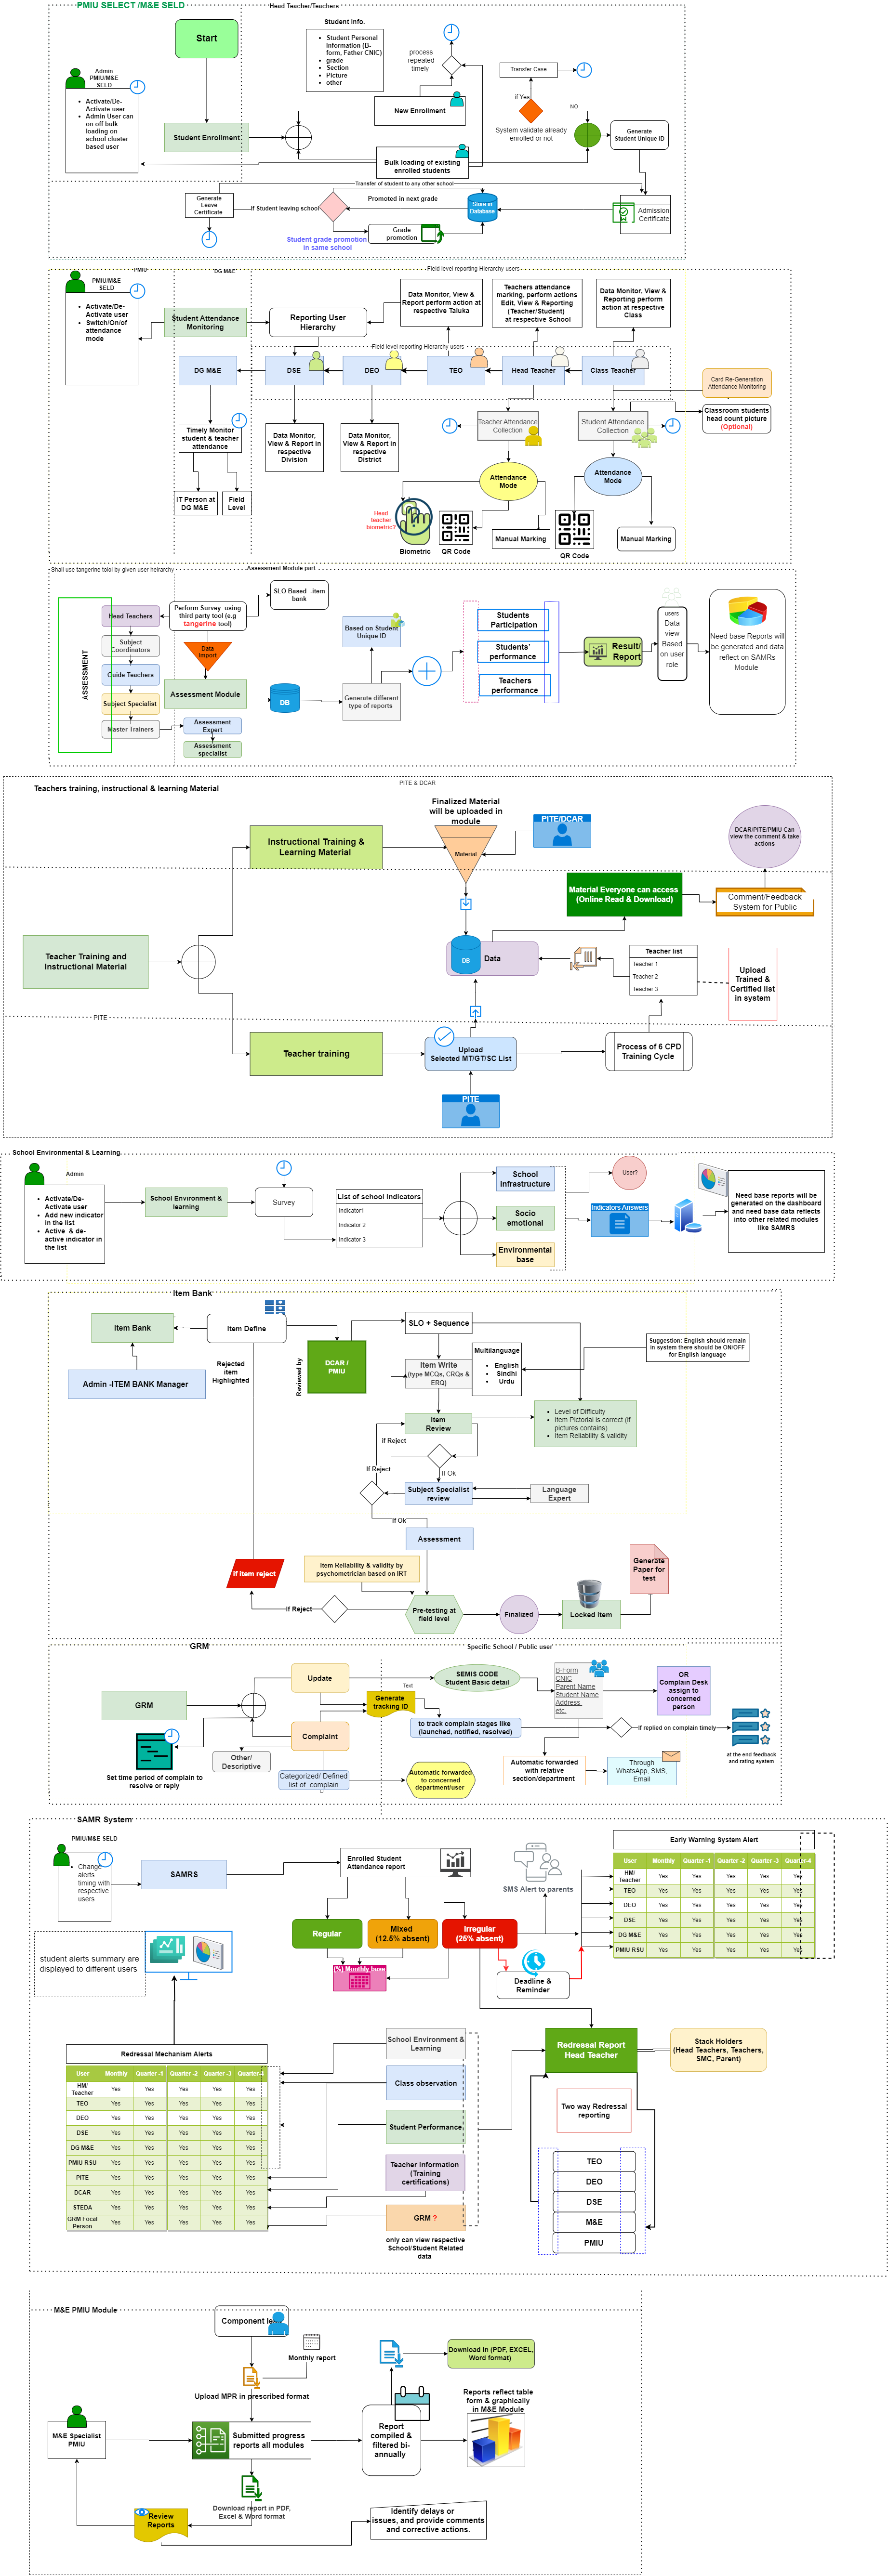 PMIU SELECT /M&E SELD
Head Teacher/Teachers
Start
Student Info.
Student Personal
Information (B-
form, Father CNIC)
grade
Section
Picture
other
process
repeated
timely
Transfer Case
If Yes
NO
Admin
PMIU/M&E
SELD
Activate/De-
Activate user
Admin User can
on off bulk
loading on
school cluster
based user
New Enrollment
System validate already
enrolled or not
Generate
Student Unique ID
Student Enrollment
Bulk loading of existing
enrolled students
Transfer of student to any other school
Generate
Leave
Certificate
If Student leaving school
Promoted in next grade
Store in
Database
Admission
Certificate
Student grade promotion
in same school
Grade
promotion
PMIU
DG M&E
Field level reporting Hierarchy users
PMIU/M&E
SELD
Activate/De-
Activate user
Switch/On/of
attendance
mode
Student Attendance
Monitoring
Reporting User
Hierarchy
Data Monitor, View &
Report perform action at
respective Taluka
Teachers attendance
marking, perform actions
Edit, View & Reporting
(Teacher/Student)
at respective School
Data Monitor, View &
Reporting perform
action at respective
Class
Field level reporting Hierarchy users
DG M&E
DSE
DEO
TEO
Head Teacher
Class Teacher
Card Re-Generation
Attendance Monitoring
Classroom students
head count picture
(Optional)
Timely Monitor
student & teacher
attendance
Data Monitor,
View & Report in
respective
Division
Data Monitor,
View & Report in
respective
District
Teacher Attendance
Collection
Student Attendance
Collection
Attendance
Mode
Attendance
Mode
IT Person at
DG M&E
Field
Level
Head
teacher
biometric?
Biometric
QR Code
Manual Marking
QR Code
Manual Marking
Shall use tangerine tolol by given user heirarchy
Assessment Module part
ASSESSMENT
Head Teachers
Subject
Coordinators
Guide Teachers
Subject Specialist
Master Trainers
Perform Survey using
third party tool (e.g
tangerine tool)
SLO Based -item
bank
Data
import
Assessment Module
Assessment
Expert
Assessment
specialist
DB
Based on Student
Unique ID
Generate different
type of reports
Students
Participation
Students'
performance
Teachers
performance
Result/
Report
users
Data
view
Based
on user
role
Need base Reports will
be generated and data
reflect on SAMRs
Module
PITE & DCAR
Teachers training, instructional & learning Material
Finalized Material
will be uploaded in
module
PITE/DCAR
Instructional Training &
Learning Material
Material
DCAR/PITE/PMIU Can
view the comment & take
actions
Material Everyone can access
(Online Read & Download)
Comment/Feedback
System for Public
Teacher Training and
Instructional Material
DB
Data
Teacher list
Teacher 1
Teacher 2
Teacher 3
Upload
Trained &
Certified list
in system
PITE
Teacher training
Upload
Selected MT/GT/SC List
Process of 6 CPD
Training Cycle
PITE
School Environmental & Learning
Admin
Activate/De-
Activate user
Add new indicator
in the list
Active & de-
active indicator in
the list
School Environment &
learning
Survey
List of school Indicators
Indicator1
Indicator 2
Indicator 3
School
infrastructure
Socio
emotional
Environmental
base
User?
Indicators Answers
Need base reports will be
generated on the dashboard
and need base data reflects
into other related modules
like SAMRS
Item Bank
Item Bank
Item Define
Admin -ITEM BANK Manager
Rejected
item
Highlighted
Reviewed by
DCAR /
PMIU
SLO + Sequence
Item Write
(type MCQs, CRQs &
ERQ)
Multilanguage
English
Sindhi
Urdu
Suggestion: English should remain
in system there should be ON/OFF
for English language
Item
Review
Level of Difficulty
Item Pictorial is correct (if
pictures contains)
Item Reliability & validity
if Reject
If Reject
If Ok
Subject Specialist
review
Language
Expert
If Ok
Assessment
if item reject
Item Reliability & validity by
psychometrician based on IRT
If Reject
Pre-testing at
field level
Finalized
Locked item
Generate
Paper for
test
GRM
Specific School / Public user
GRM
Update
Complaint
Text
Generate
tracking ID
SEMIS CODE
Student Basic detail
to track complain stages like
(launched, notified, resolved)
B-Form
CNIC
Parent Name
Student Name
Address
etc.
OR
Complain Desk
assign to
concerned
person
If replied on complain timely
at the end feedback
and rating system
Set time period of complain to
resolve or reply
Other/
Descriptive
Categorized/ Defined
list of complain
Automatic forwarded
to concerned
department/user
Automatic forwarded
with relative
section/department
Through
WhatsApp, SMS,
Email
SAMR System
PMIU/M&E SELD
Change
alerts
timing with
respective
users
SAMRS
Enrolled Student
Attendance report
SMS Alert to parents
Early Warning System Alert
User Monthly Quarter -1 Quarter -2 Quarter -3 Quarter-4
HM/
Teacher Yes Yes Yes Yes Yes
TEO Yes Yes Yes Yes Yes
DEO Yes Yes Yes Yes Yes
DSE Yes Yes Yes Yes Yes
DG M&E Yes Yes Yes Yes Yes
PMIU RSU Yes Yes Yes Yes Yes
Regular
Mixed
(12.5% absent)
Irregular
(25% absent)
(%) Monthly base
Deadline &
Reminder
student alerts summary are
displayed to different users
Redressal Mechanism Alerts
User Monthly Quarter -1 Quarter -2 Quarter -3 Quarter-4
HM/
Teacher Yes Yes Yes Yes Yes
TEO Yes Yes Yes Yes Yes
DEO Yes Yes Yes Yes Yes
DSE Yes Yes Yes Yes Yes
DG M&E Yes Yes Yes Yes Yes
PMIU RSU Yes Yes Yes Yes Yes
PITE Yes Yes Yes Yes Yes
DCAR Yes Yes Yes Yes Yes
STEDA Yes Yes Yes Yes Yes
GRM Focal
Person Yes Yes Yes Yes Yes
School Environment &
Learning
Class observation
Student Performance
Teacher information
(Training
certifications)
GRM ?
only can view respective
School/Student Related
data
Redressal Report
Head Teacher
Stack Holders
(Head Teachers, Teachers,
SMC, Parent)
Two way Redressal
reporting
TEO
DEO
DSE
M&E
PMIU
M&E PMIU Module
Component le
Monthly report
Upload MPR in prescribed format
Download in (PDF, EXCEL,
Word format)
M&E Specialist
PMIU
Submitted progress
reports all modules
Report
compiled &
filtered bi-
annually
Reports reflect table
form & graphically
in M&E Module
Download report in PDF,
Excel & Word format
Review
Reports
Identify delays or
issues, and provide comments
and corrective actions.